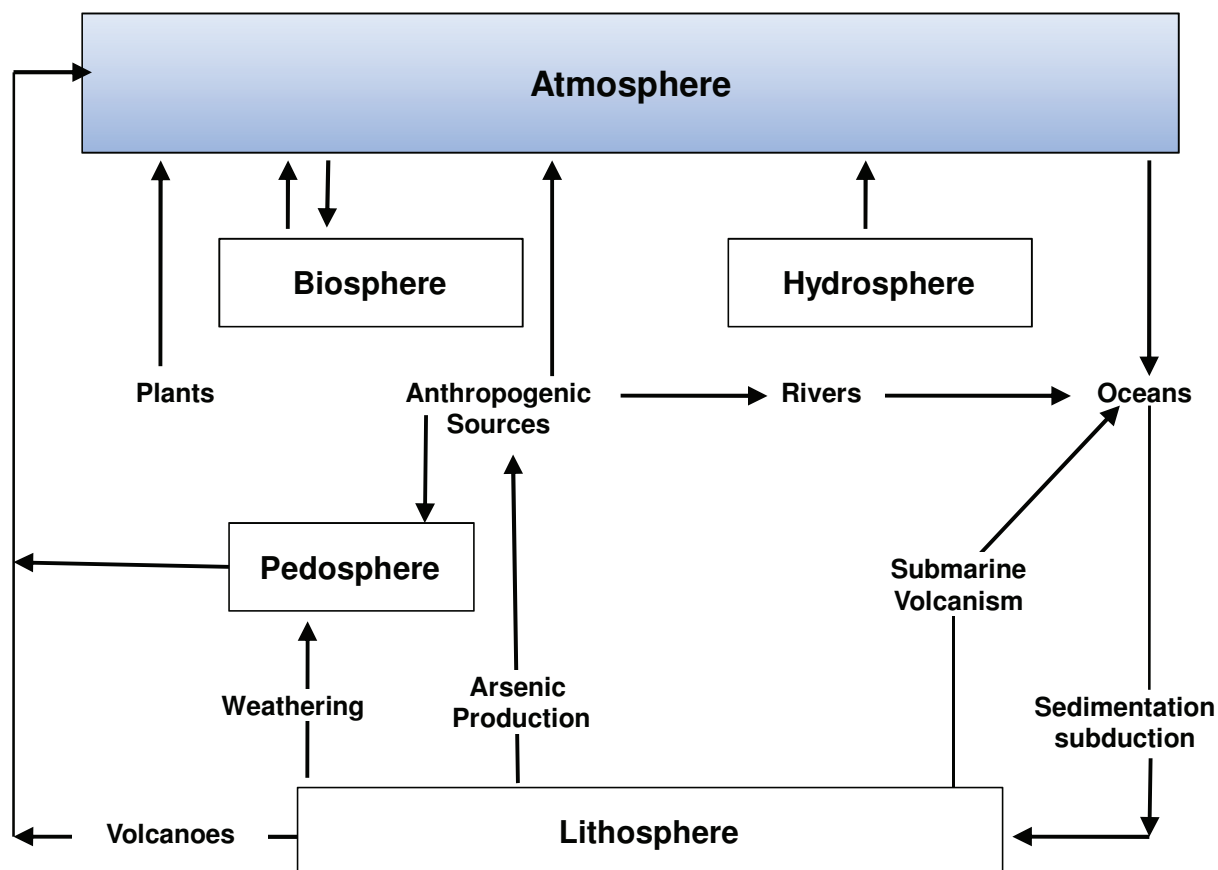 Atmosphere
Biosphere
Hydrosphere
Plants
Anthropogenic
Sources
Rivers
Oceans
Pedosphere
Submarine
Volcanism
Weathering
Arsenic
Production
Sedimentation
subduction
Volcanoes
Lithosphere